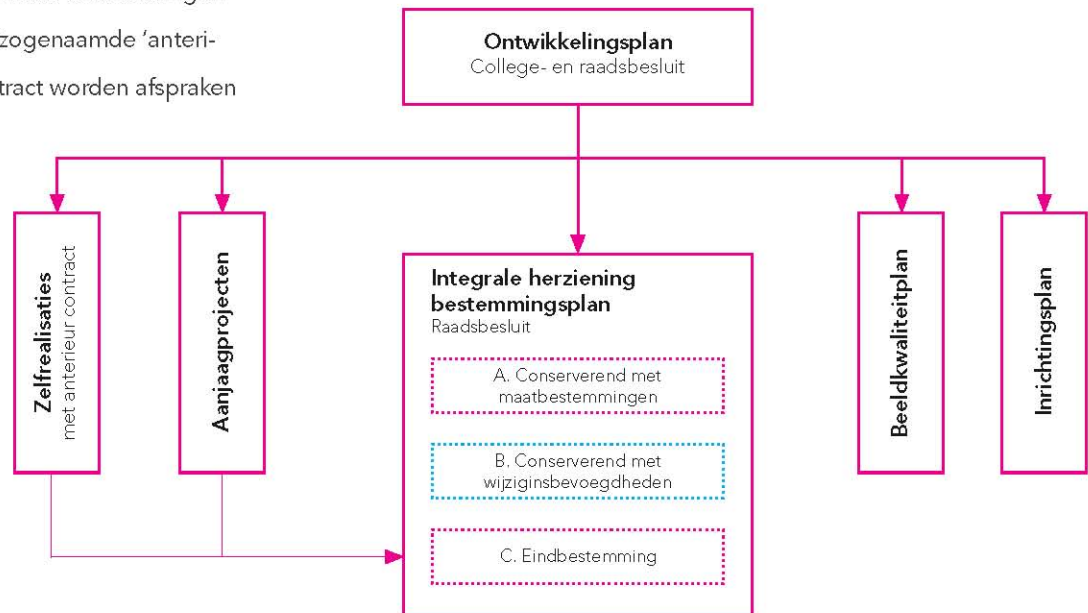 zogenaamde ‘anteri-
tract worden afspraken
Ontwikkelingsplan
College- en raadsbesluit
Zelfrealisaties
met anterieur contract
Aanjaagprojecten
Integrale herziening
bestemmingsplan
Raadsbesluit
A. Conserverend met
maatbestemmingen
B. Conserverend met
wijziginsbevoegdheden
C. Eindbestemming
Beeldkwaliteitplan
Inrichtingsplan